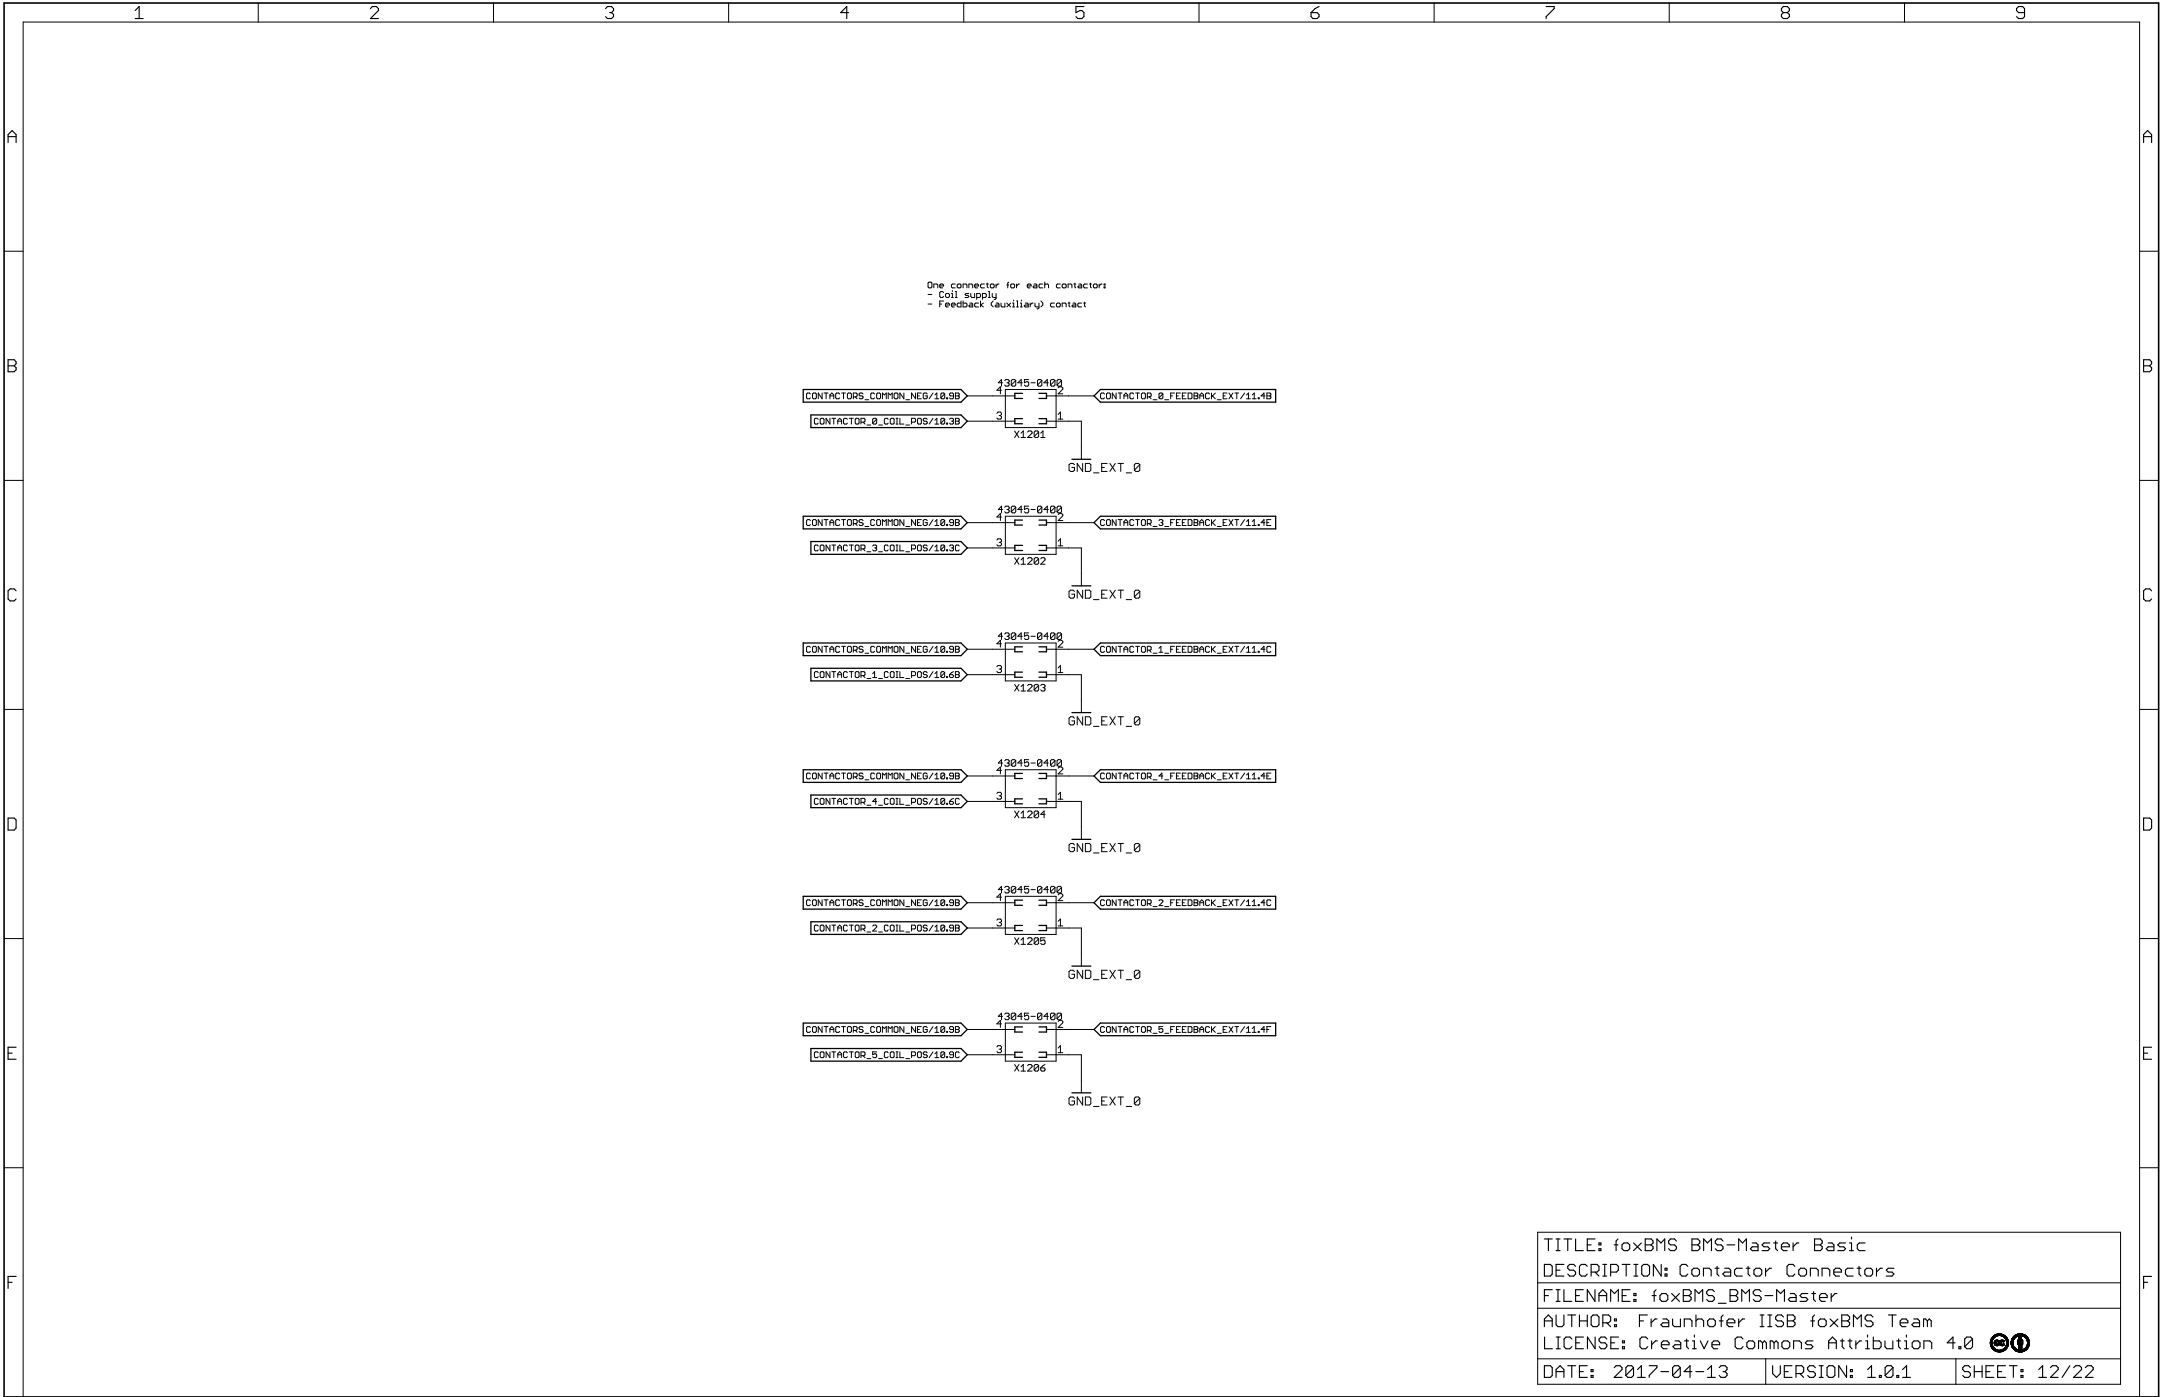 1 2 3 4 5 6 7 8 9
A A
One connector for each contactor:
- Coil supply
- Feedback (auxiliary) contact
B B
43045-0400
CONTACTORS_COMMON_NEG/10.9B 4 2 CONTACTOR_0_FEEDBACK_EXT/11.4B
CONTACTOR_0_COIL_POS/10.3B 3 1
X1201
GND_EXT_0
43045-0400
CONTACTORS_COMMON_NEG/10.9B 4 2 CONTACTOR_3_FEEDBACK_EXT/11.4E
CONTACTOR_3_COIL_POS/10.3C 3 1
X1202
GND_EXT_0
C C
43045-0400
CONTACTORS_COMMON_NEG/10.9B 4 2 CONTACTOR_1_FEEDBACK_EXT/11.4C
CONTACTOR_1_COIL_POS/10.6B 3 1
X1203
GND_EXT_0
43045-0400
CONTACTORS_COMMON_NEG/10.9B 4 2 CONTACTOR_4_FEEDBACK_EXT/11.4E
CONTACTOR_4_COIL_POS/10.6C 3 1
X1204
D D
GND_EXT_0
43045-0400
CONTACTORS_COMMON_NEG/10.9B 4 2 CONTACTOR_2_FEEDBACK_EXT/11.4C
CONTACTOR_2_COIL_POS/10.9B 3 1
X1205
GND_EXT_0
43045-0400
CONTACTORS_COMMON_NEG/10.9B 4 2 CONTACTOR_5_FEEDBACK_EXT/11.4F
CONTACTOR_5_COIL_POS/10.9C 3 1
E E
X1206
GND_EXT_0
F F
TITLE: foxBMS BMS-Master Basic
DESCRIPTION: Contactor Connectors
FILENAME: foxBMS_BMS-Master
AUTHOR: Fraunhofer IISB foxBMS Team
LICENSE: Creative Commons Attribution 4.0
DATE: 2017-04-13 VERSION: 1.0.1 SHEET: 12/22